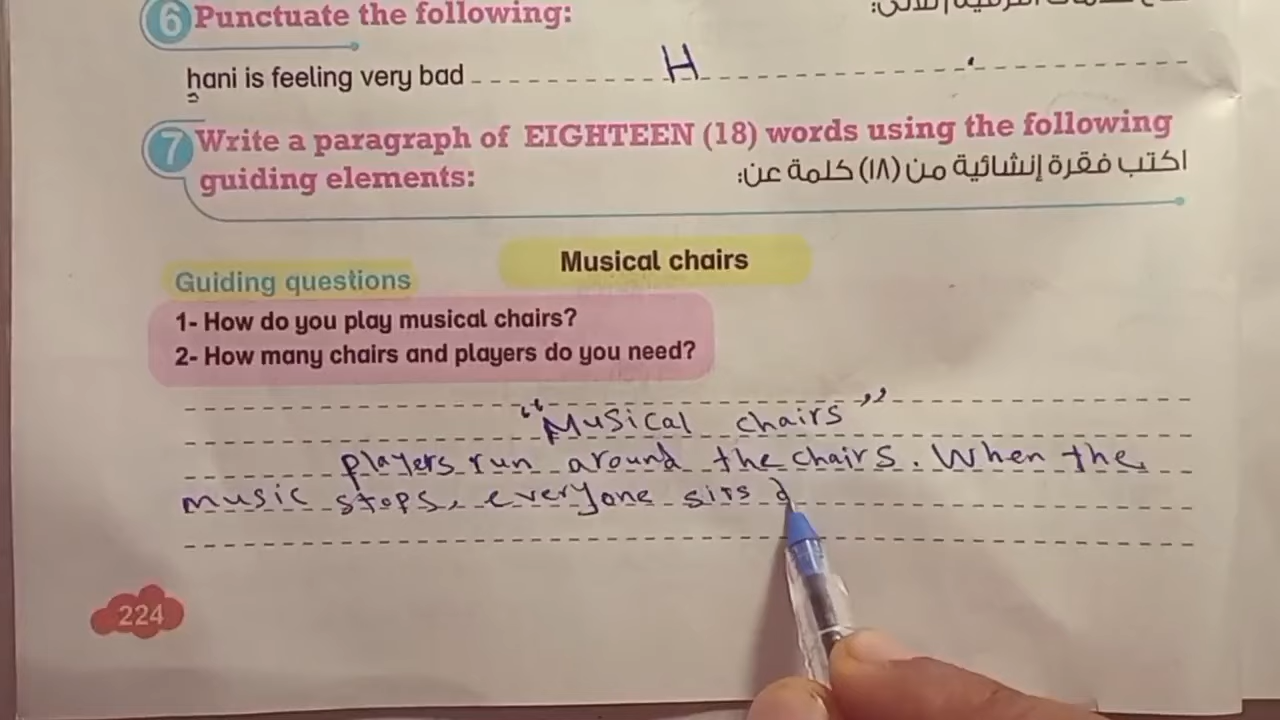 6 Punctuate the following:
hani is feeling very bad H .
7 Write a paragraph of EIGHTEEN (18) words using the following
guiding elements:
اكتب فقرة إنشائية من (١٨) كلمة عن:
Musical chairs
Guiding questions
1- How do you play musical chairs?
2- How many chairs and players do you need?
"Musical chairs"
players run around the chairs. When the
music stops, everyone sits d
224